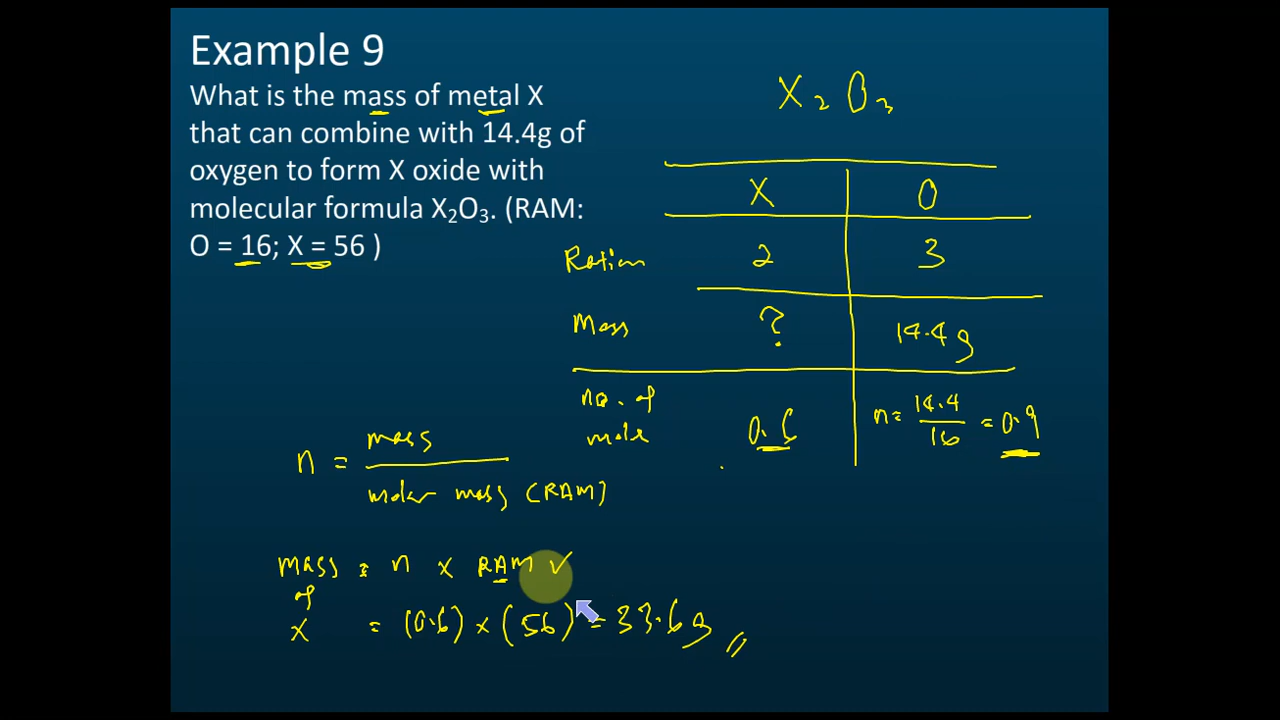 Example 9
What is the mass of metal X
that can combine with 14.4g of
oxygen to form X oxide with
molecular formula X₂O₃. (RAM:
O = 16; X = 56 )
X₂O₃
X O
Ration 2 3
Mass ? 14.4g
no. of
mole 0.6 n = 14.4/16 = 0.9
n = mass
molar mass (RAM)
mass = n x RAM ✓
of
X = (0.6) x (56) = 33.6g //